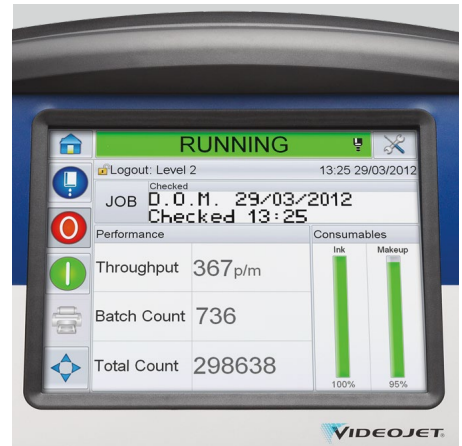 RUNNING
Logout: Level 2 13:25 29/03/2012
Checked
JOB D.O.M. 29/03/2012
Checked 13:25
Performance Consumables
Ink Makeup
Throughput 367p/m
Batch Count 736
Total Count 298638
100% 95%
VIDEOJET.